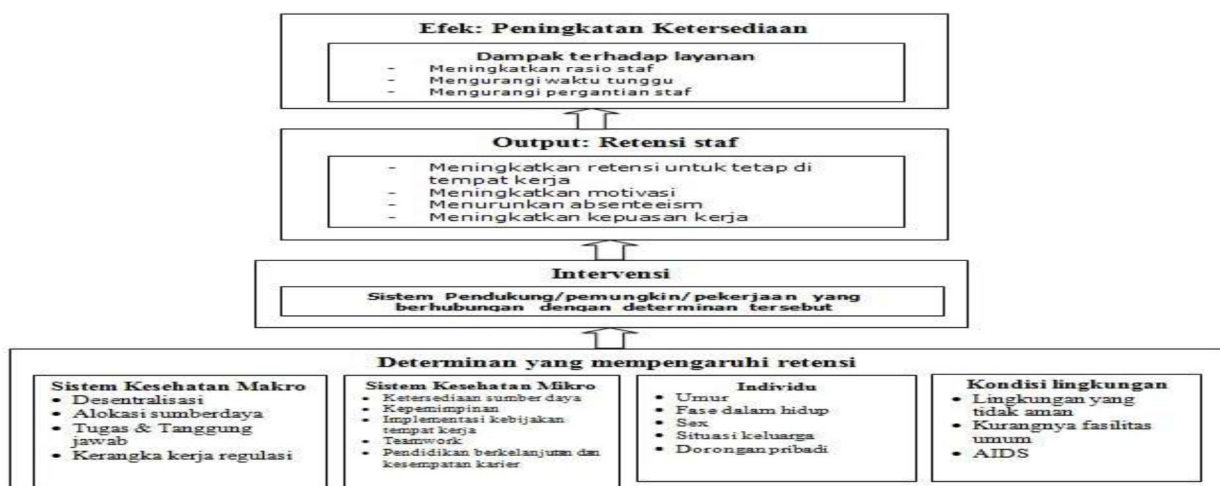 Efek: Peningkatan Ketersediaan
Dampak terhadap layanan
- Meningkatkan rasio staf
- Mengurangi waktu tunggu
- Mengurangi pergantian staf
Output: Retensi staf
- Meningkatkan retensi untuk tetap di
tempat kerja
- Meningkatkan motivasi
- Menurunkan absenteeism
- Meningkatkan kepuasan kerja
Intervensi
Sistem Pendukung/pemungkin/pekerjaan yang
berhubungan dengan determinan tersebut
Determinan yang mempengaruhi retensi
Sistem Kesehatan Makro
• Desentralisasi
• Alokasi sumberdaya
• Tugas & Tanggung
jawab
• Kerangka kerja regulasi
Sistem Kesehatan Mikro
• Ketersediaan sumber daya
• Kepemimpinan
• Implementasi kebijakan
tempat kerja
• Teamwork
• Pendidikan berkelanjutan dan
kesempatan karier
Individu
• Umur
• Fase dalam hidup
• Sex
• Situasi keluarga
• Dorongan pribadi
Kondisi lingkungan
• Lingkungan yang
tidak aman
• Kurangnya fasilitas
umum
• AIDS